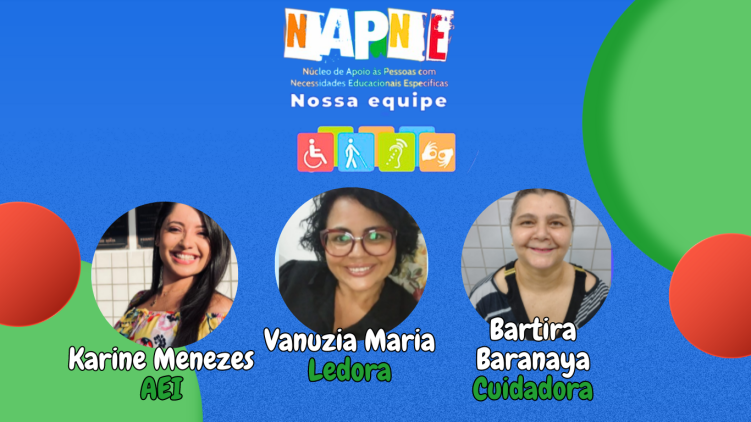 NAPNE
Núcleo de Apoio às Pessoas com
Necessidades Educacionais Específicas
Nossa equipe
Karine Menezes
AEI
Vanuzia Maria
Ledora
Bartira
Baranaya
Cuidadora